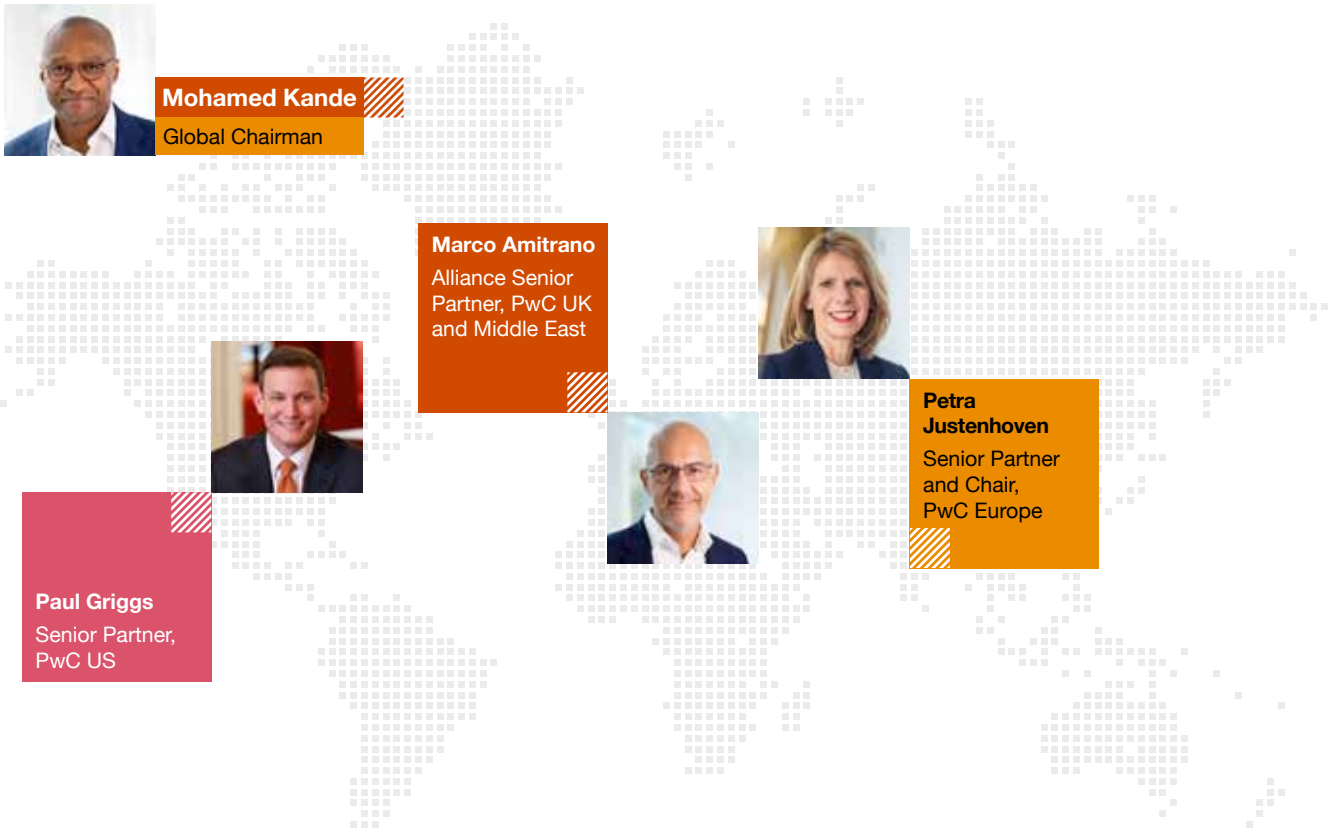 Mohamed Kande
Global Chairman
Marco Amitrano
Alliance Senior
Partner, PwC UK
and Middle East
Petra
Justenhoven
Senior Partner
and Chair,
PwC Europe
Paul Griggs
Senior Partner,
PwC US